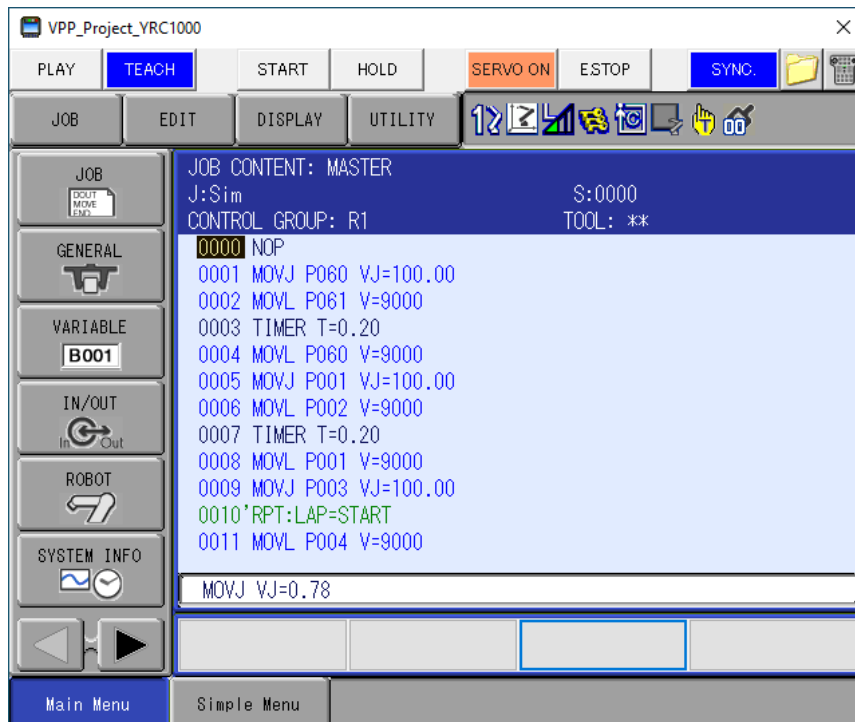 VPP_Project_YRC1000
PLAY TEACH START HOLD SERVO ON E.STOP SYNC.
JOB EDIT DISPLAY UTILITY
JOB
DOUT
MOVE
END
GENERAL
VARIABLE
B001
IN/OUT
In Out
ROBOT
SYSTEM INFO
JOB CONTENT: MASTER
J:Sim S:0000
CONTROL GROUP: R1 TOOL: **
0000 NOP
0001 MOVJ P060 VJ=100.00
0002 MOVL P061 V=9000
0003 TIMER T=0.20
0004 MOVL P060 V=9000
0005 MOVJ P001 VJ=100.00
0006 MOVL P002 V=9000
0007 TIMER T=0.20
0008 MOVL P001 V=9000
0009 MOVJ P003 VJ=100.00
0010'RPT:LAP=START
0011 MOVL P004 V=9000
MOVJ VJ=0.78
Main Menu Simple Menu